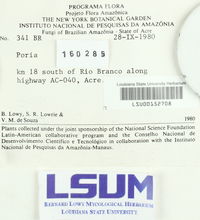 PROGRAMA FLORA
Projeto Flora Amazônica
THE NEW YORK BOTANICAL GARDEN
INSTITUTO NACIONAL DE PESQUISAS DA AMAZÔNIA
Fungi of Brazilian Amazonia - State of Acre
No. 341 BR 28-IX-1980
Poria 160285
km 18 south of Rio Branco along
highway AC-040, Acre.
Louisiana State University Herbarium
LSU00152708
B. Lowy, S. R. Lowrie &
V. M. de Souza 1980
Plants collected under the joint sponsorship of the National Science Foundation
Latin-American collaborative program and the Conselho Nacional de
Desenvolvimento Científico e Tecnológico in collaboration with the Instituto
Nacional de Pesquisas da Amazônia-Manaus.
LSUM
BERNARD LOWY MYCOLOGICAL HERBARIUM
LOUISIANA STATE UNIVERSITY